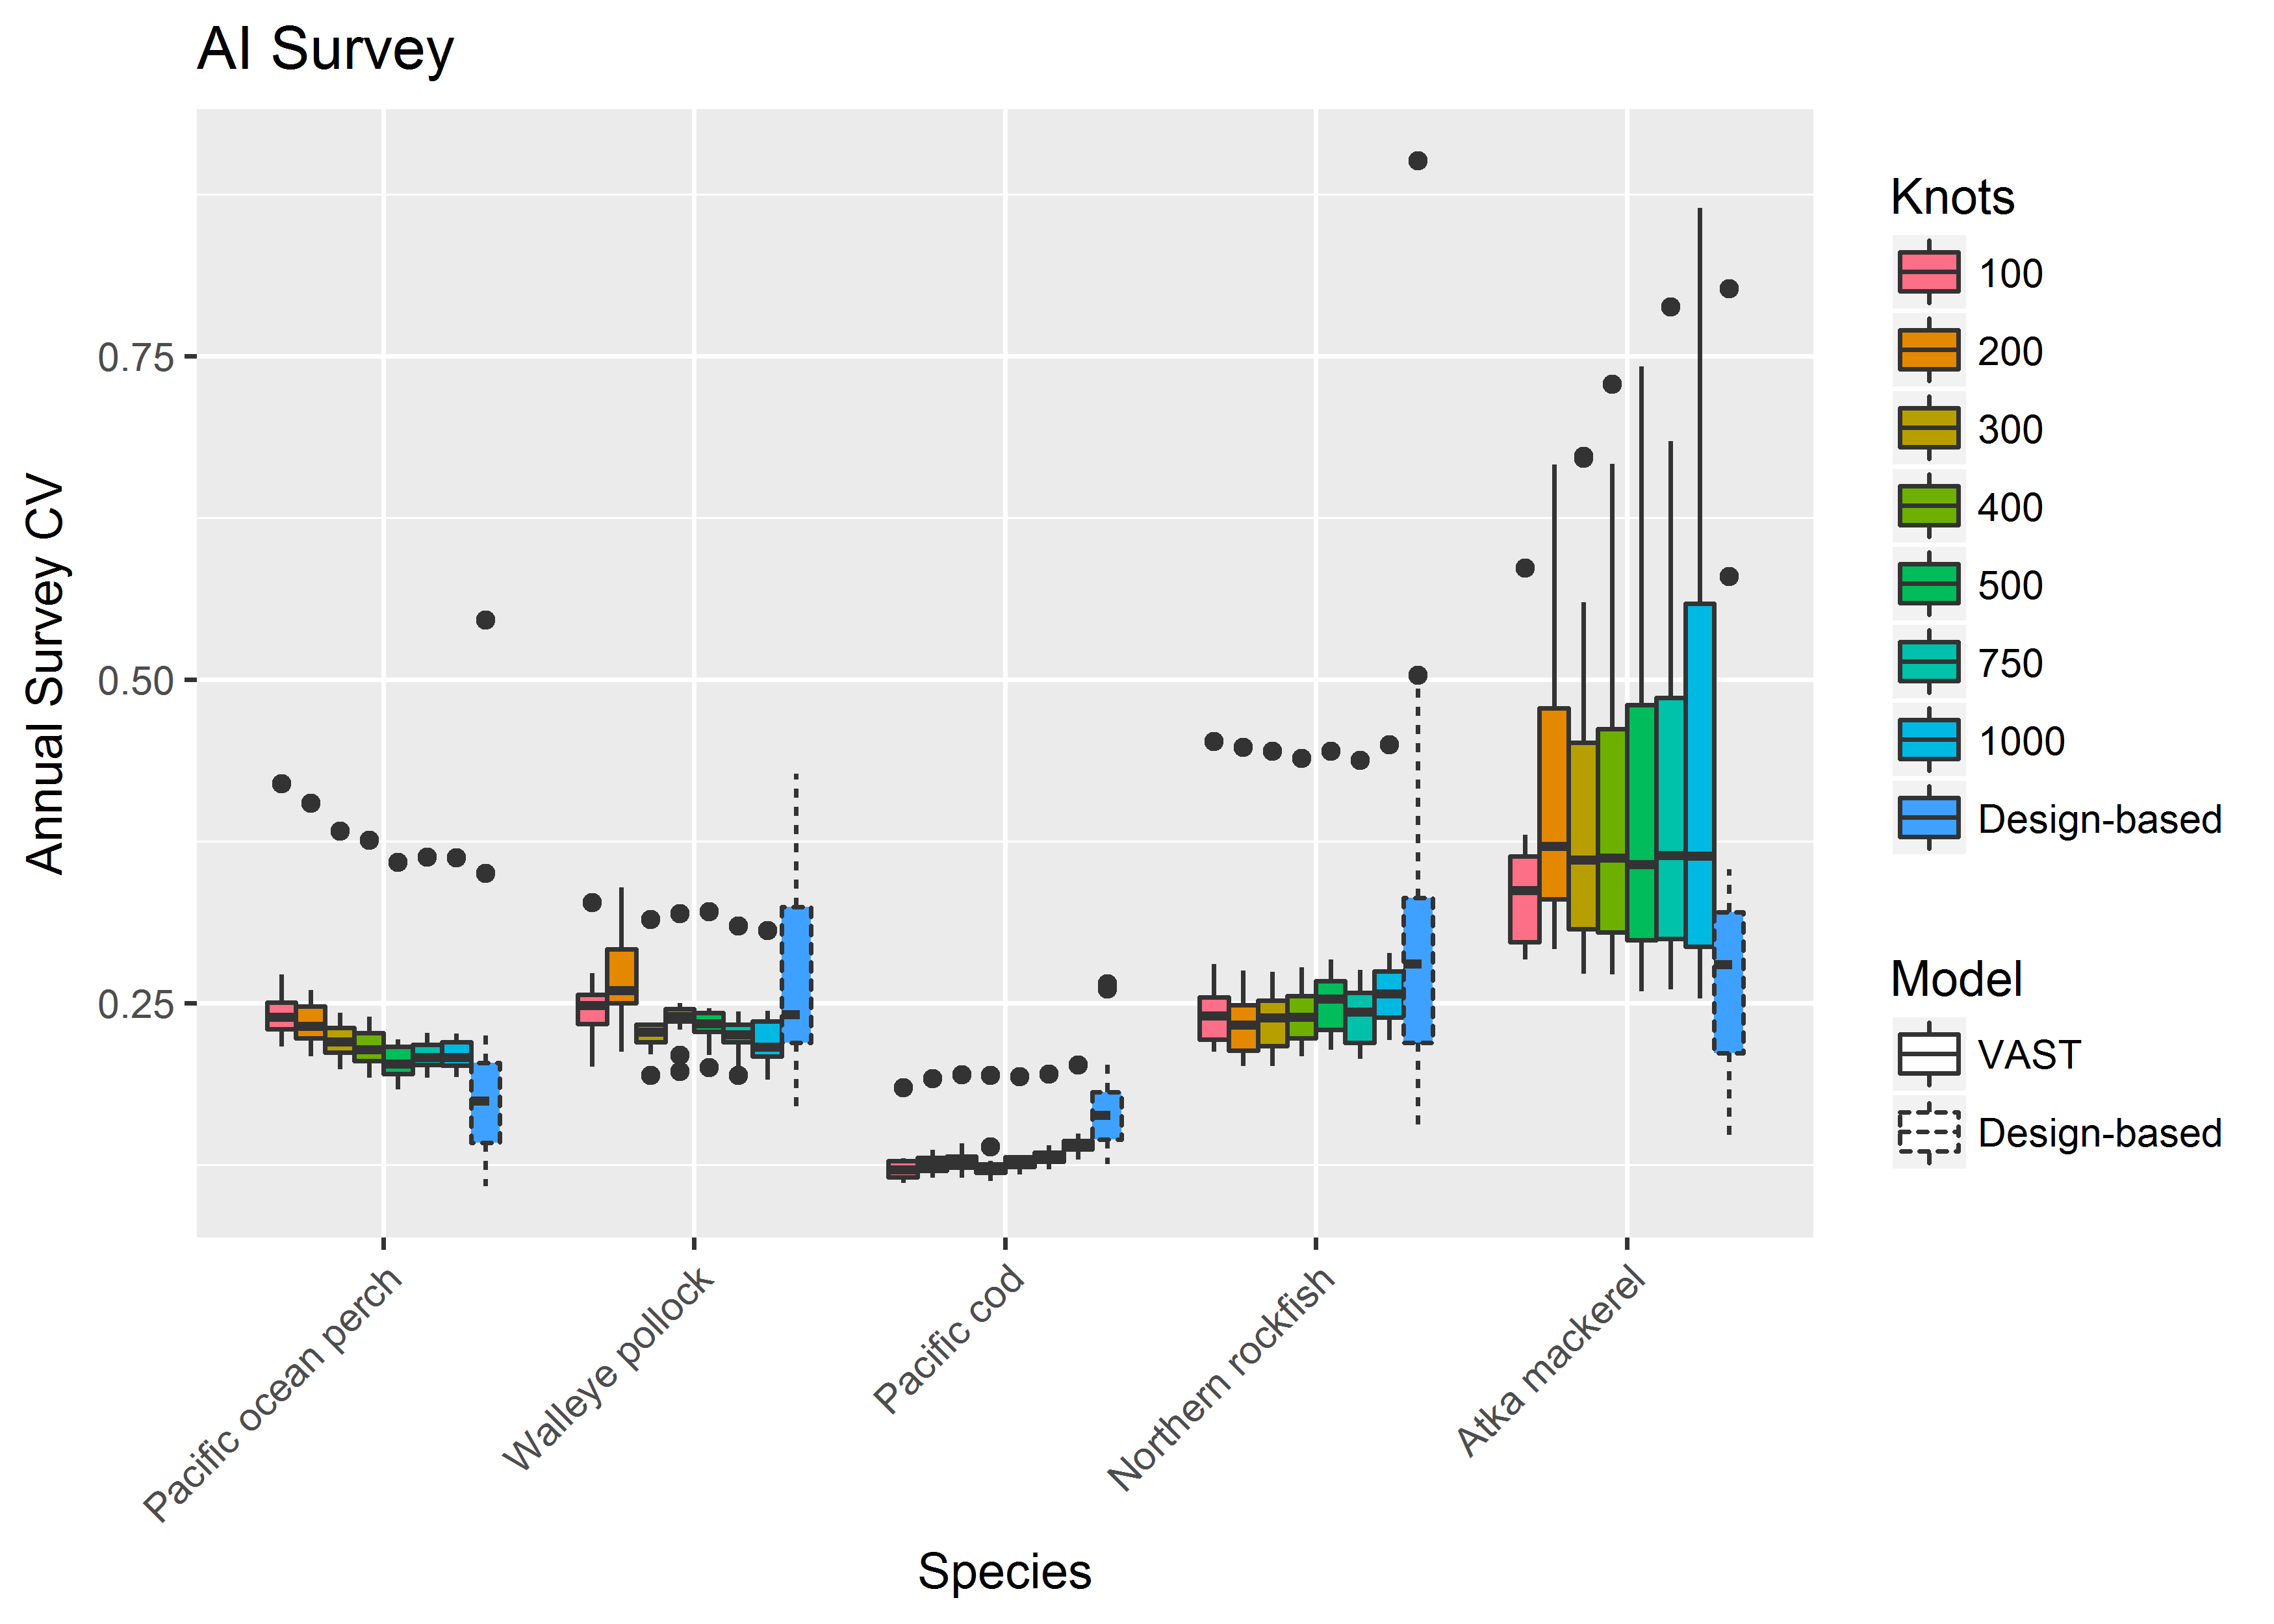 AI Survey
Annual Survey CV
0.75
0.50
0.25
Pacific ocean perch
Walleye pollock
Pacific cod
Northern rockfish
Atka mackerel
Species
Knots
100
200
300
400
500
750
1000
Design-based
Model
VAST
Design-based